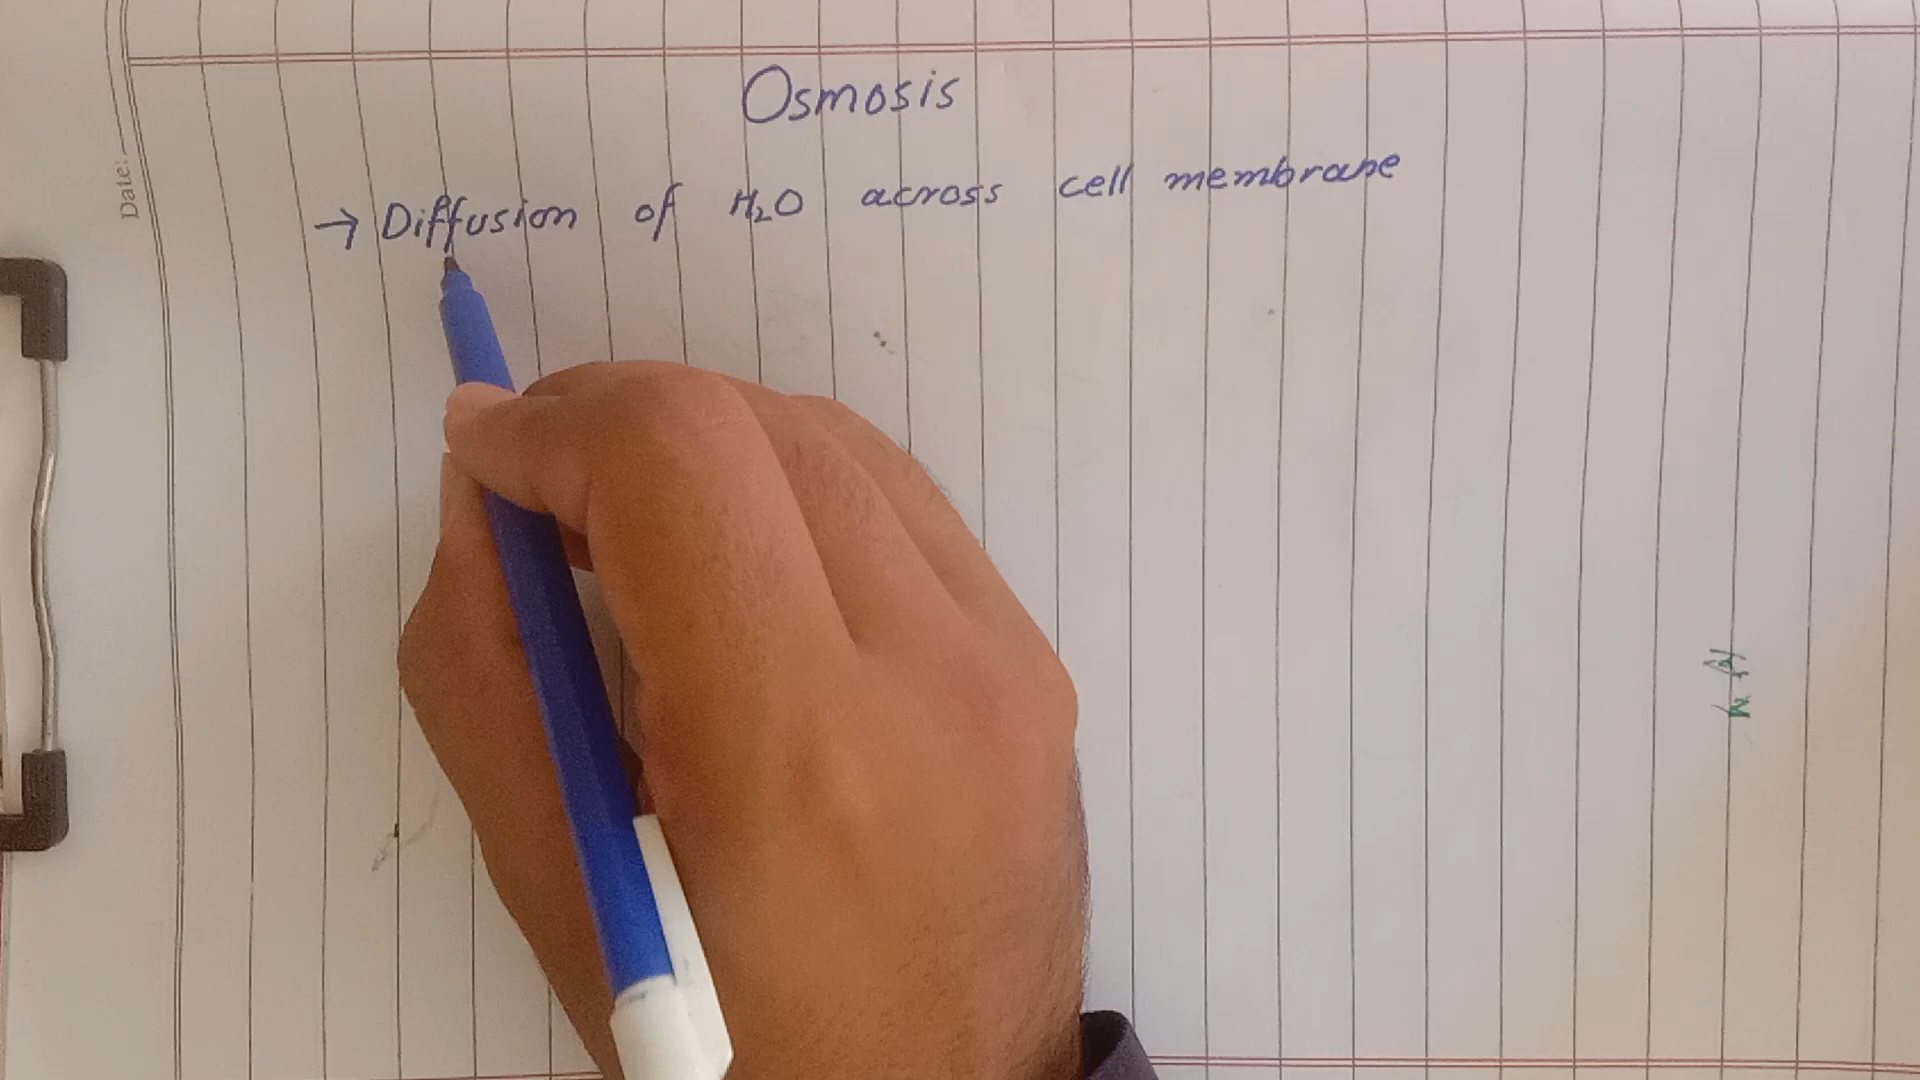 Osmosis
→ Diffusion of H₂O across cell membrane
Date: